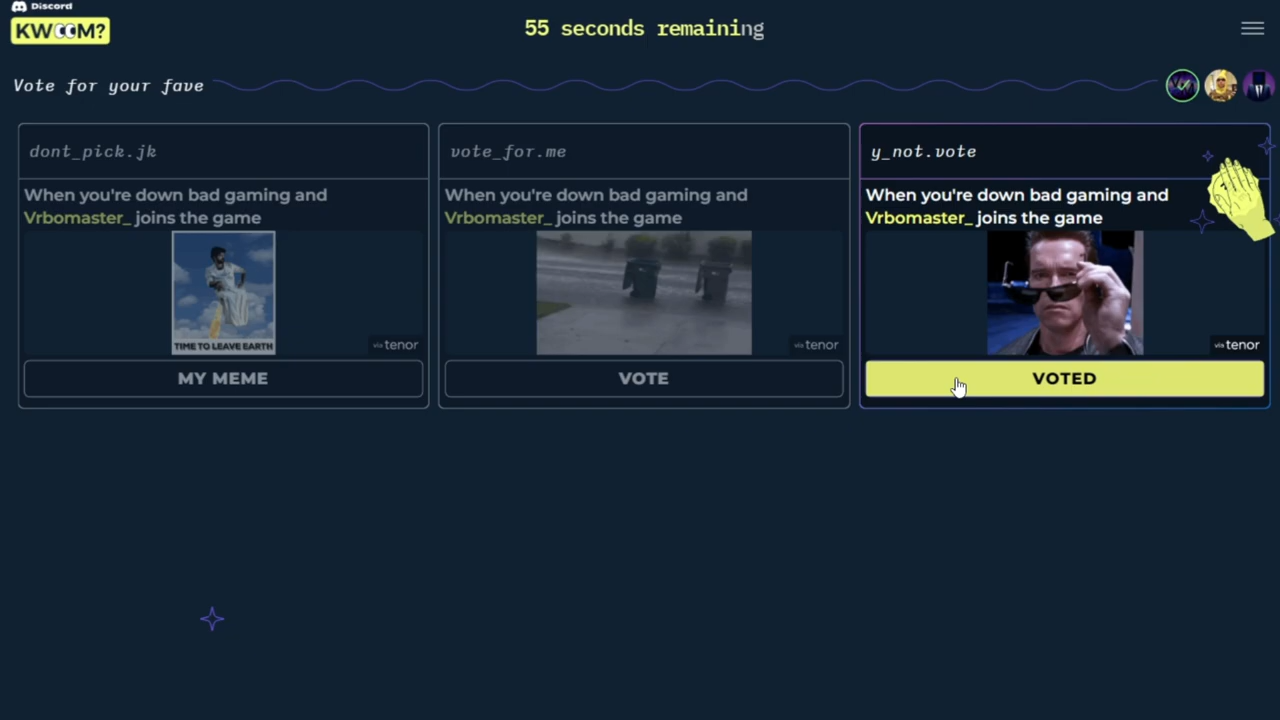 Discord
KWOOM?
55 seconds remaining
Vote for your fave
dont_pick.jk
When you're down bad gaming and
Vrbomaster_ joins the game
TIME TO LEAVE EARTH
via tenor
MY MEME
vote_for.me
When you're down bad gaming and
Vrbomaster_ joins the game
via tenor
VOTE
y_not.vote
When you're down bad gaming and
Vrbomaster_ joins the game
via tenor
VOTED